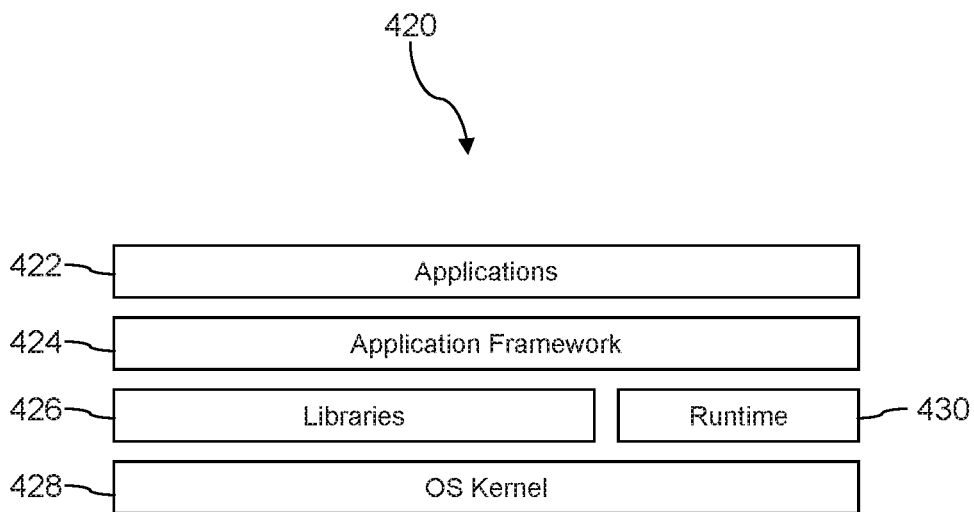 420
422 Applications
424 Application Framework
426 Libraries Runtime 430
428 OS Kernel